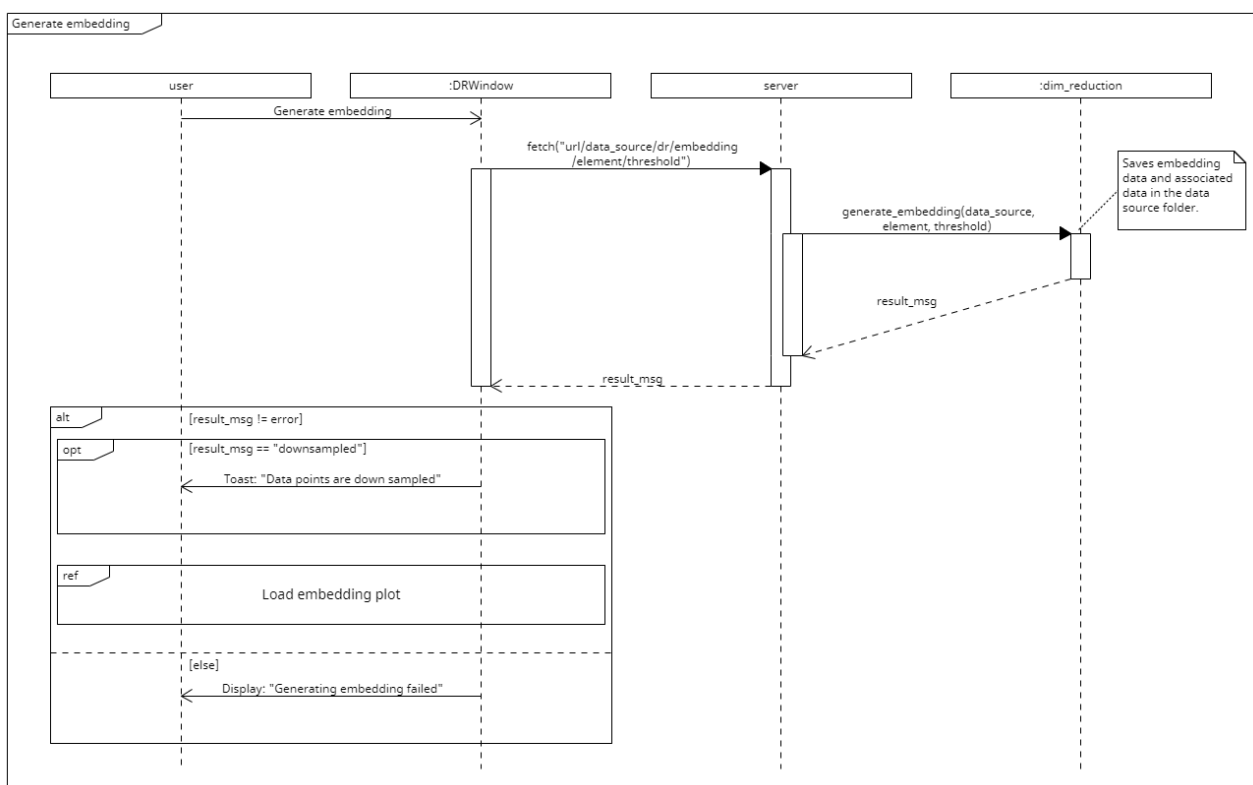 Generate embedding
user
:DRWindow
server
:dim_reduction
Generate embedding
fetch("url/data_source/dr/embedding
/element/threshold")
Saves embedding
data and associated
data in the data
source folder.
generate_embedding(data_source,
element, threshold)
result_msg
result_msg
alt
[result_msg != error]
opt
[result_msg == "downsampled"]
Toast: "Data points are down sampled"
ref
Load embedding plot
[else]
Display: "Generating embedding failed"